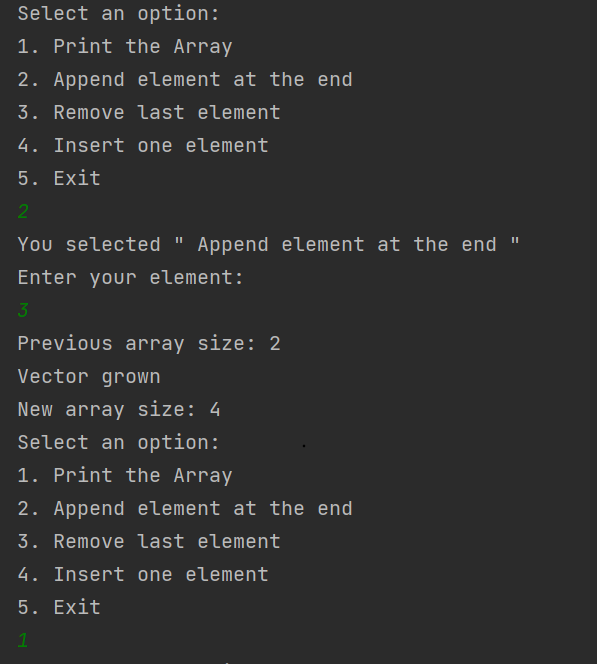 Select an option:
1. Print the Array
2. Append element at the end
3. Remove last element
4. Insert one element
5. Exit
2
You selected " Append element at the end "
Enter your element:
3
Previous array size: 2
Vector grown
New array size: 4
Select an option:
1. Print the Array
2. Append element at the end
3. Remove last element
4. Insert one element
5. Exit
1